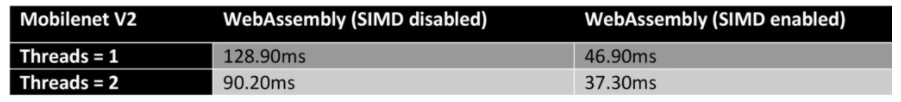 Mobilenet V2 WebAssembly (SIMD disabled) WebAssembly (SIMD enabled)
Threads = 1 128.90ms 46.90ms
Threads = 2 90.20ms 37.30ms